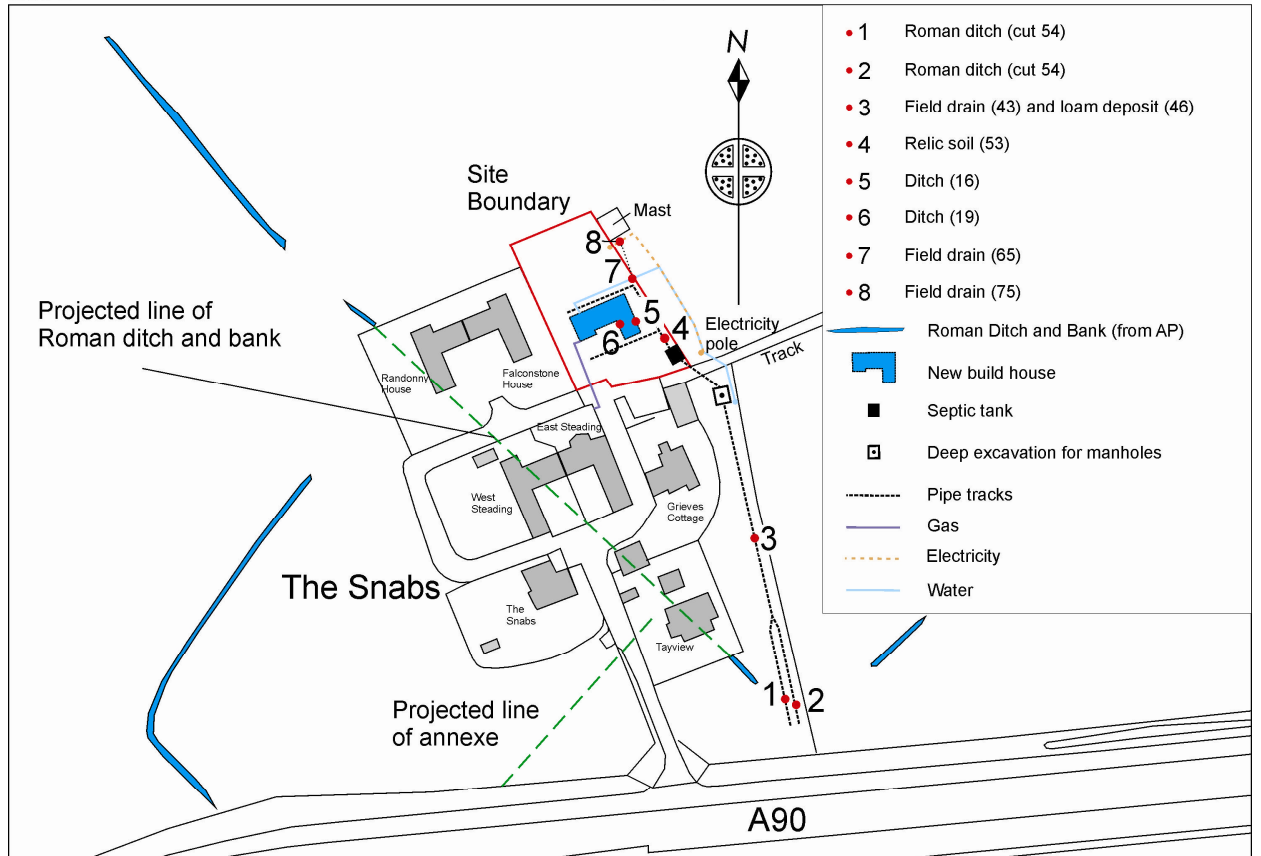 N
Site
Boundary
Mast
8
7
5
4
6
Electricity
pole
Track
Projected line of
Roman ditch and bank
Randonny
House
Falconstone
House
East Steading
West
Steading
Grieves
Cottage
3
The Snabs
The
Snabs
Tayview
1
2
Projected line
of annexe
A90
1 Roman ditch (cut 54)
2 Roman ditch (cut 54)
3 Field drain (43) and loam deposit (46)
4 Relic soil (53)
5 Ditch (16)
6 Ditch (19)
7 Field drain (65)
8 Field drain (75)
Roman Ditch and Bank (from AP)
New build house
Septic tank
Deep excavation for manholes
Pipe tracks
Gas
Electricity
Water